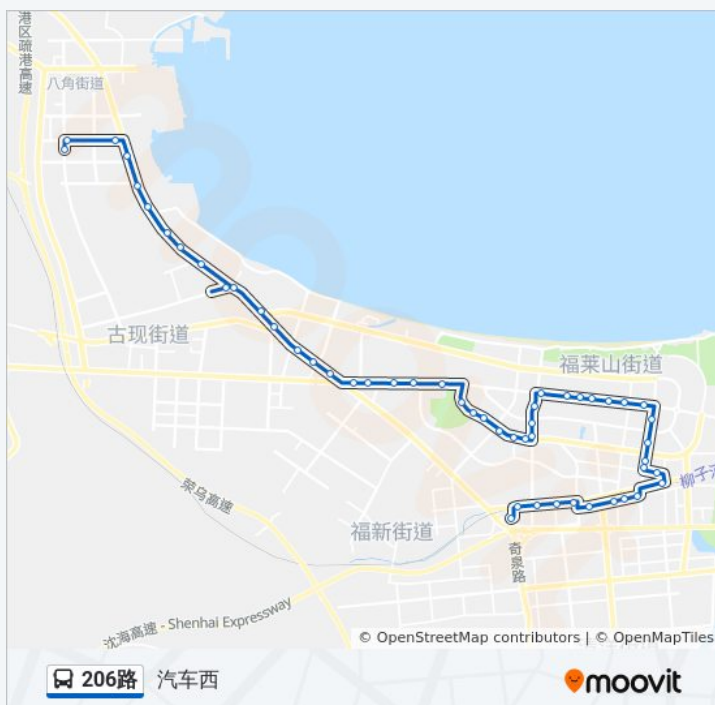 港区疏港高速
八角街道
古现街道
福莱山街道
荣乌高速
柳子河
福新街道
奇泉路
沈海高速 - Shenhai Expressway
© OpenStreetMap contributors | © OpenMapTiles
206路 汽车西
moovit